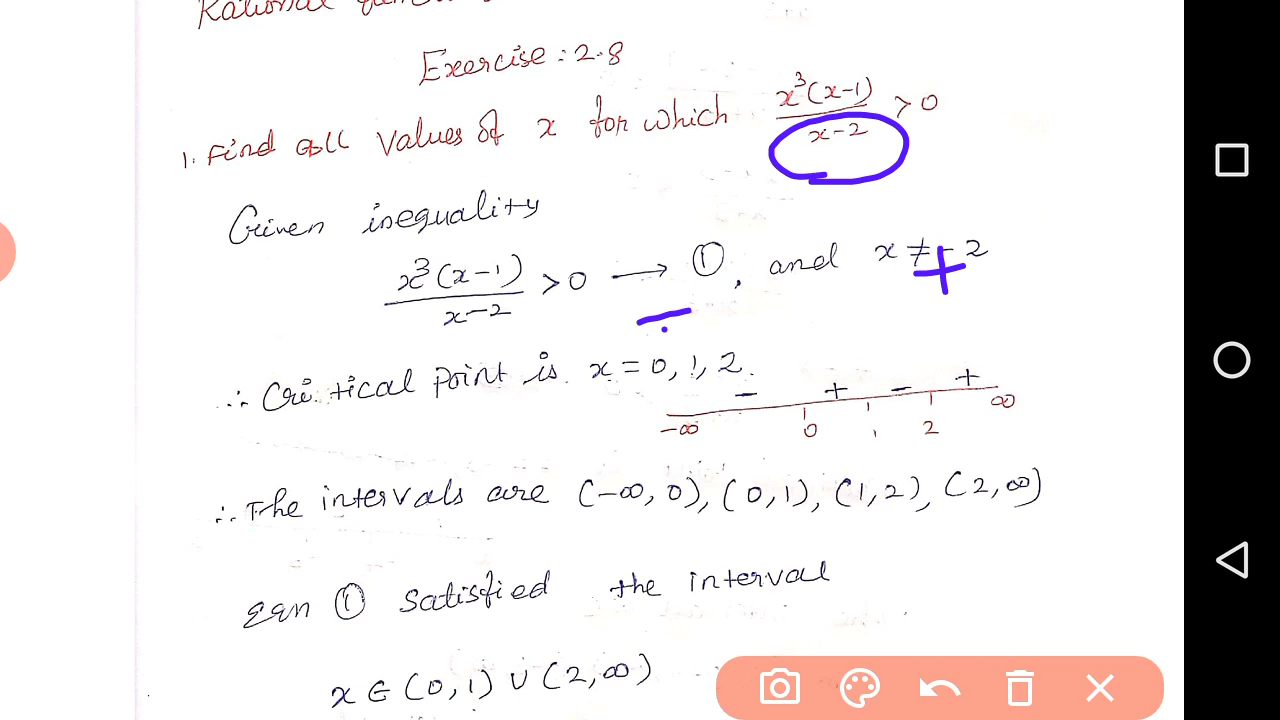 Rational
Exercise : 2.8
1. Find all values of x for which x³(x-1)/x-2 > 0
Given inequality
x³(x-1)/x-2 > 0 → ①, and x ≠ -2
∴ Critical point is x = 0, 1, 2.
- + - +
-∞ 0 1 2 ∞
∴ The intervals are (-∞, 0), (0, 1), (1, 2), (2, ∞)
Eqn ① satisfied the interval
x ∈ (0, 1) ∪ (2, ∞)